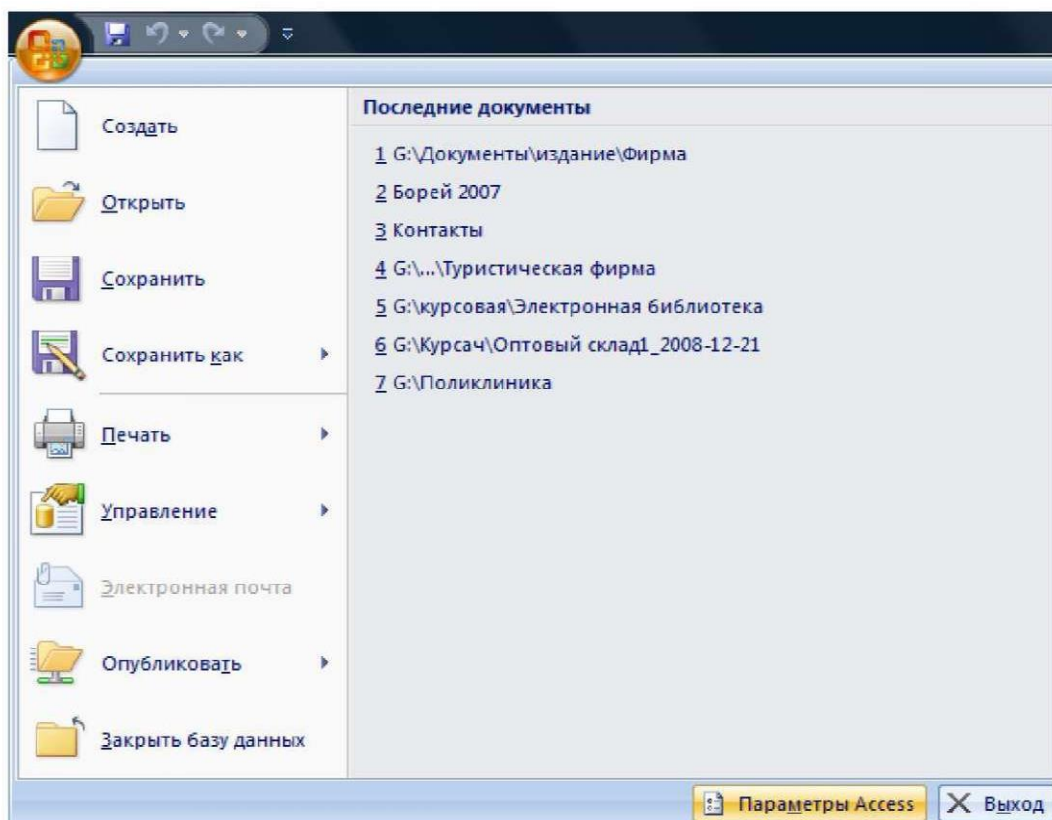 Создать
Открыть
Сохранить
Сохранить как
Печать
Управление
Электронная почта
Опубликовать
Закрыть базу данных
Последние документы
1 G:\Документы\издание\Фирма
2 Борей 2007
3 Контакты
4 G:\...\Туристическая фирма
5 G:\курсовая\Электронная библиотека
6 G:\Курсач\Оптовый склад1_2008-12-21
7 G:\Поликлиника
Параметры Access
Выход